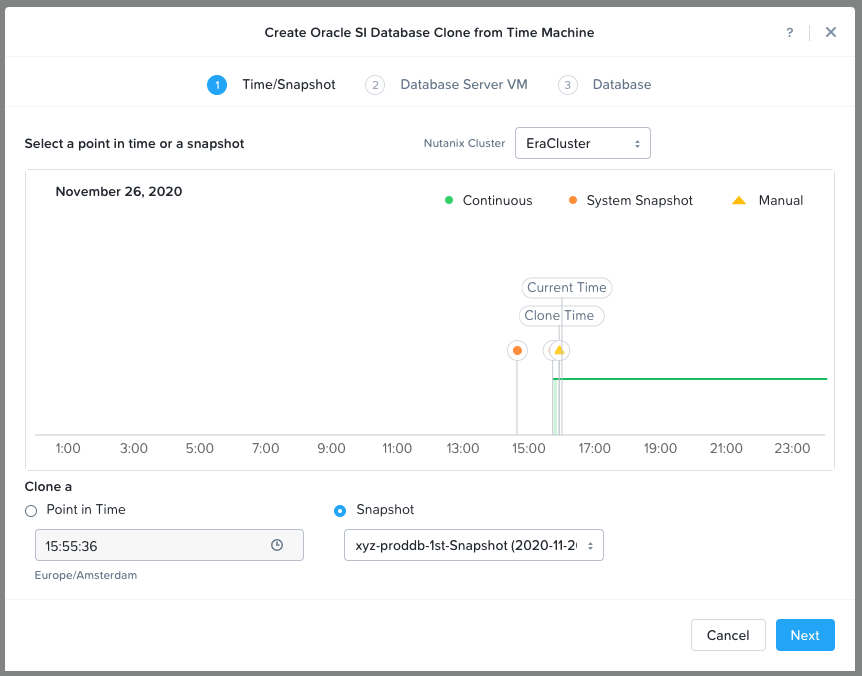 Create Oracle SI Database Clone from Time Machine
?
1 Time/Snapshot 2 Database Server VM 3 Database
Select a point in time or a snapshot
Nutanix Cluster EraCluster
November 26, 2020
Continuous System Snapshot Manual
Current Time
Clone Time
1:00 3:00 5:00 7:00 9:00 11:00 13:00 15:00 17:00 19:00 21:00 23:00
Clone a
Point in Time Snapshot
15:55:36 xyz-proddb-1st-Snapshot (2020-11-2
Europe/Amsterdam
Cancel Next